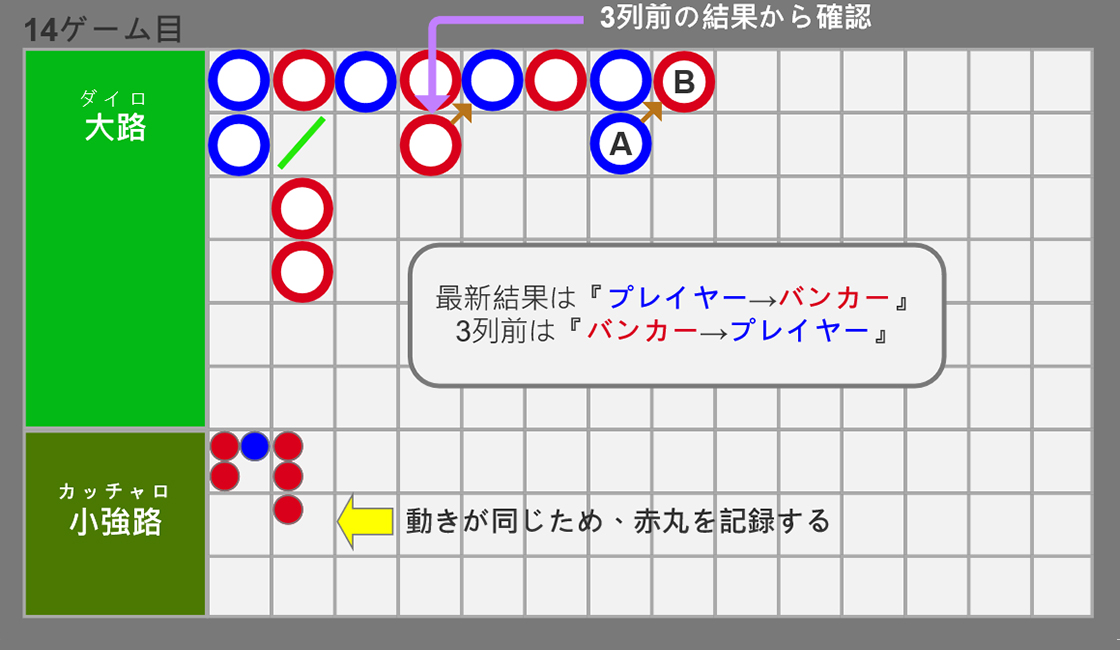 14ゲーム目
3列前の結果から確認
ダイロ
大路
B
A
最新結果は『プレイヤー→バンカー』
3列前は『バンカー→プレイヤー』
カッチャロ
小強路
動きが同じため、赤丸を記録する